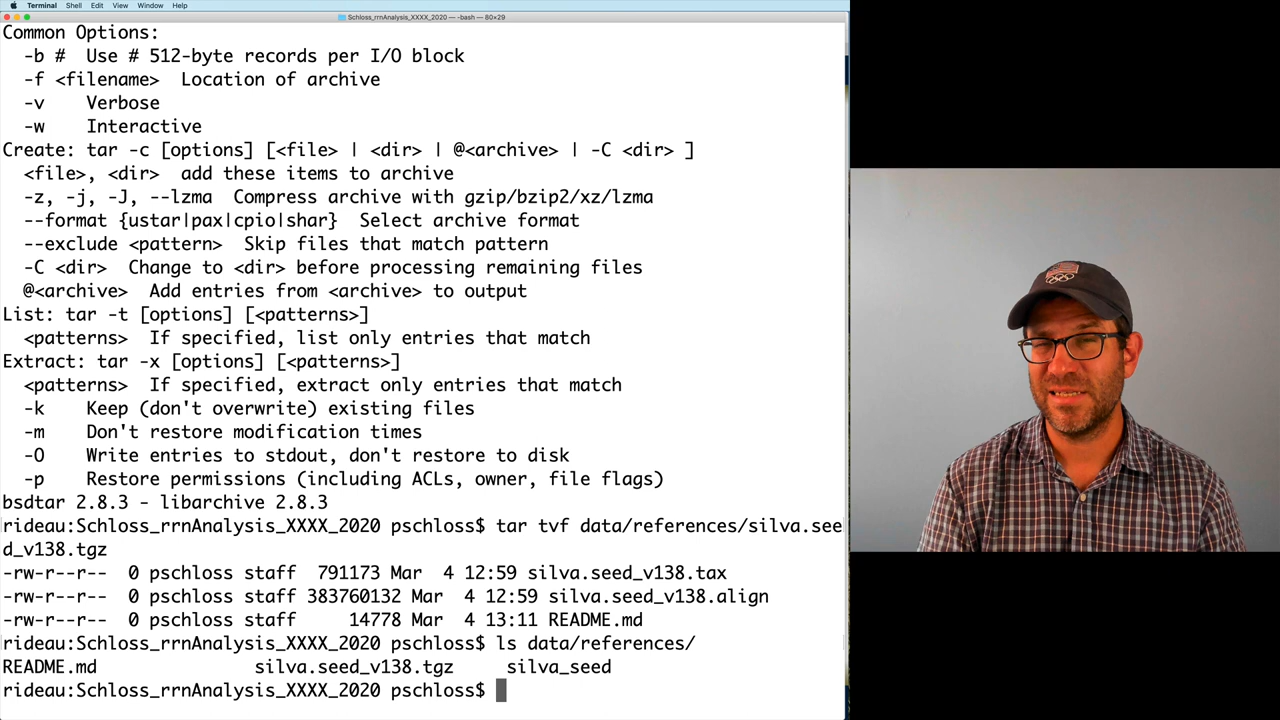 Terminal Shell Edit View Window Help
Schloss_rrnAnalysis_XXXX_2020 — -bash — 80×29
Common Options:
-b # Use # 512-byte records per I/O block
-f <filename> Location of archive
-v Verbose
-w Interactive
Create: tar -c [options] [<file> | <dir> | @<archive> | -C <dir> ]
<file>, <dir> add these items to archive
-z, -j, -J, --lzma Compress archive with gzip/bzip2/xz/lzma
--format {ustar|pax|cpio|shar} Select archive format
--exclude <pattern> Skip files that match pattern
-C <dir> Change to <dir> before processing remaining files
@<archive> Add entries from <archive> to output
List: tar -t [options] [<patterns>]
<patterns> If specified, list only entries that match
Extract: tar -x [options] [<patterns>]
<patterns> If specified, extract only entries that match
-k Keep (don't overwrite) existing files
-m Don't restore modification times
-O Write entries to stdout, don't restore to disk
-p Restore permissions (including ACLs, owner, file flags)
bsdtar 2.8.3 - libarchive 2.8.3
rideau:Schloss_rrnAnalysis_XXXX_2020 pschloss$ tar tvf data/references/silva.see
d_v138.tgz
-rw-r--r-- 0 pschloss staff 791173 Mar 4 12:59 silva.seed_v138.tax
-rw-r--r-- 0 pschloss staff 383760132 Mar 4 12:59 silva.seed_v138.align
-rw-r--r-- 0 pschloss staff 14778 Mar 4 13:11 README.md
rideau:Schloss_rrnAnalysis_XXXX_2020 pschloss$ ls data/references/
README.md silva.seed_v138.tgz silva_seed
rideau:Schloss_rrnAnalysis_XXXX_2020 pschloss$